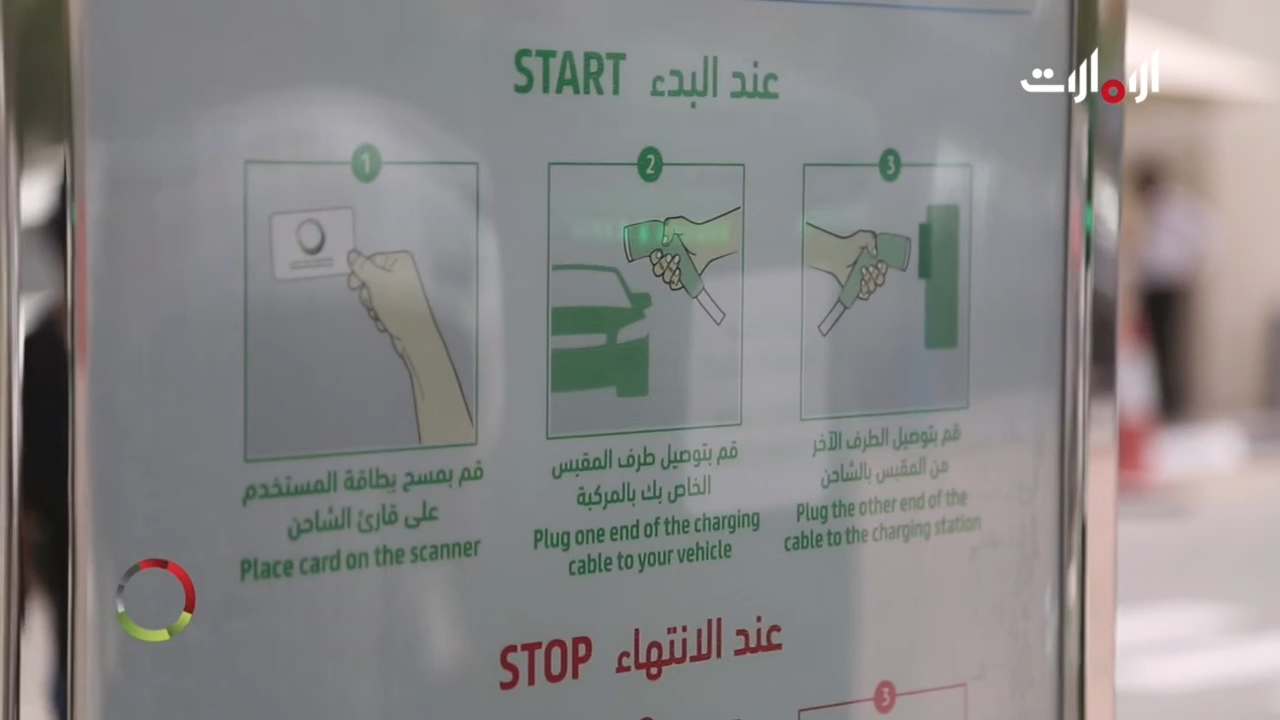 الإمارات
START عند البدء
1
2
3
قم بمسح بطاقة المستخدم
على قارئ الشاحن
Place card on the scanner
قم بتوصيل طرف المقبس
الخاص بك بالمركبة
Plug one end of the charging
cable to your vehicle
قم بتوصيل الطرف الآخر
من المقبس بالشاحن
Plug the other end of the
cable to the charging station
STOP عند الانتهاء
3